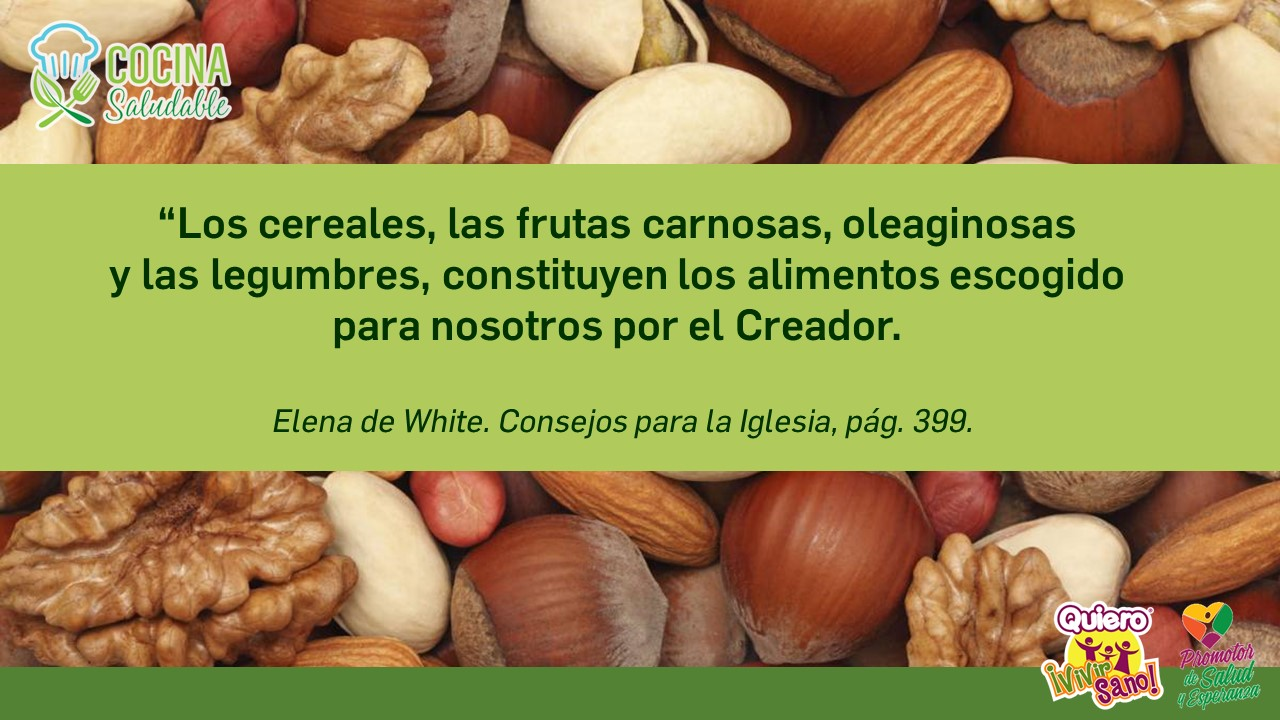 COCINA
Saludable
“Los cereales, las frutas carnosas, oleaginosas
y las legumbres, constituyen los alimentos escogido
para nosotros por el Creador.
Elena de White. Consejos para la Iglesia, pág. 399.
Quiero
¡Vivir
Sano!
Promotor
de Salud
y Esperanza